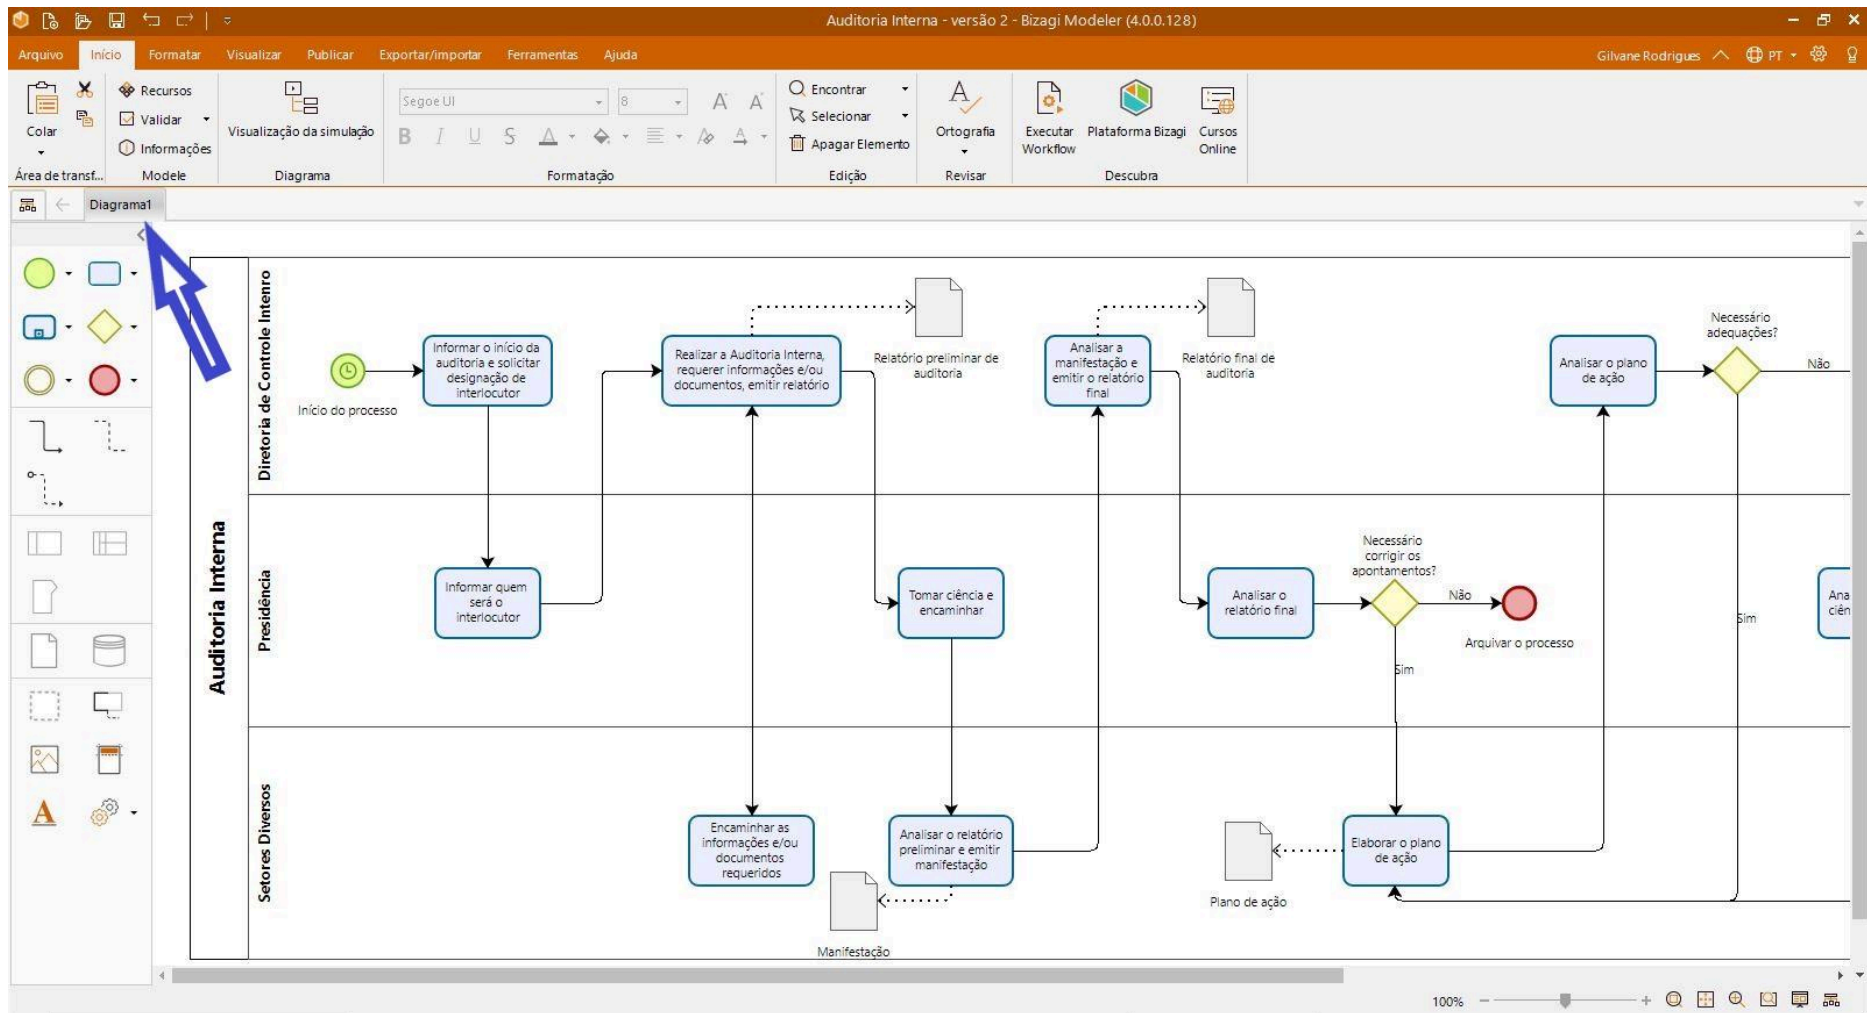 Auditoria Interna - versão 2 - Bizagi Modeler (4.0.0.128)
Arquivo
Início
Formatar
Visualizar
Publicar
Exportar/importar
Ferramentas
Ajuda
Gilvane Rodrigues
PT
Colar
Recursos
Validar
Informações
Visualização da simulação
Segoe UI
8
A A
B I U S A
Encontrar
Selecionar
Apagar Elemento
Ortografia
Executar
Workflow
Plataforma Bizagi
Cursos
Online
Área de transf...
Modele
Diagrama
Formatação
Edição
Revisar
Descubra
Diagrama1
Auditoria Interna
Diretoria de Controle Intenro
Início do processo
Informar o início da
auditoria e solicitar
designação de
interlocutor
Realizar a Auditoria Interna,
requerer informações e/ou
documentos, emitir relatório
Relatório preliminar de
auditoria
Analisar a
manifestação e
emitir o relatório
final
Relatório final de
auditoria
Analisar o plano
de ação
Necessário
adequações?
Não
Presidência
Informar quem
será o
interlocutor
Tomar ciência e
encaminhar
Analisar o
relatório final
Necessário
corrigir os
apontamentos?
Não
Arquivar o processo
Sim
Sim
Ana
ciên
Setores Diversos
Encaminhar as
informações e/ou
documentos
requeridos
Analisar o relatório
preliminar e emitir
manifestação
Manifestação
Elaborar o plano
de ação
Plano de ação
A
100%